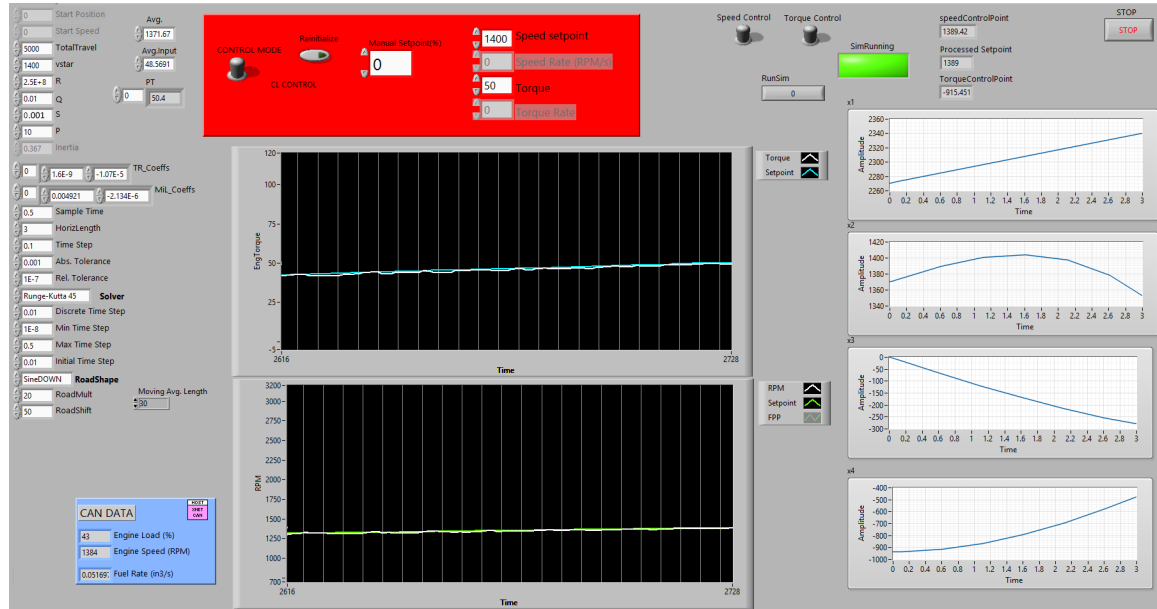 0 Start Position
0 Start Speed
5000 TotalTravel
1400 vstar
2.5E+8 R
0.01 Q
0.001 S
10 P
0.367 Inertia
Avg.
1371.67
Avg.Input
48.5691
PT
0 50.4
0 1.6E-9 -1.07E-5 TR_Coeffs
0 0.004921 -2.134E-6 MiL_Coeffs
0.5 Sample Time
3 HorizLength
0.1 Time Step
0.001 Abs. Tolerance
1E-7 Rel. Tolerance
Runge-Kutta 45 Solver
0.01 Discrete Time Step
1E-8 Min Time Step
0.5 Max Time Step
0.01 Initial Time Step
SineDOWN RoadShape
20 RoadMult
50 RoadShift
Moving Avg. Length
30
CAN DATA
HOST
XNET
CAN
43 Engine Load (%)
1384 Engine Speed (RPM)
Fuel Rate (in3/s)
CONTROL MODE
CL CONTROL
Reinitialize
Manual Setpoint(%)
0
1400 Speed setpoint
0 Speed Rate (RPM/s)
50 Torque
0 Torque Rate
Speed Control
Torque Control
SimRunning
RunSim
0
speedControlPoint
1389.42
Processed Setpoint
1389
TorqueControlPoint
-915.451
STOP
STOP
120-
100-
75-
50-
25-
-5-
EngTorque
2616 2728
Time
Torque
Setpoint
3200-
3000-
2750-
2500-
2250-
2000-
1750-
1500-
1250-
1000-
700-
RPM
2616 2728
Time
RPM
Setpoint
FPP
x1
2360-
2340-
2320-
2300-
2280-
2260-
Amplitude
0 0.2 0.4 0.6 0.8 1 1.2 1.4 1.6 1.8 2 2.2 2.4 2.6 2.8 3
Time
x2
1420-
1400-
1380-
1360-
1340-
Amplitude
0 0.2 0.4 0.6 0.8 1 1.2 1.4 1.6 1.8 2 2.2 2.4 2.6 2.8 3
Time
x3
0-
-50-
-100-
-150-
-200-
-250-
-300-
Amplitude
0 0.2 0.4 0.6 0.8 1 1.2 1.4 1.6 1.8 2 2.2 2.4 2.6 2.8 3
Time
x4
-400-
-500-
-600-
-700-
-800-
-900-
-1000-
Amplitude
0 0.2 0.4 0.6 0.8 1 1.2 1.4 1.6 1.8 2 2.2 2.4 2.6 2.8 3
Time